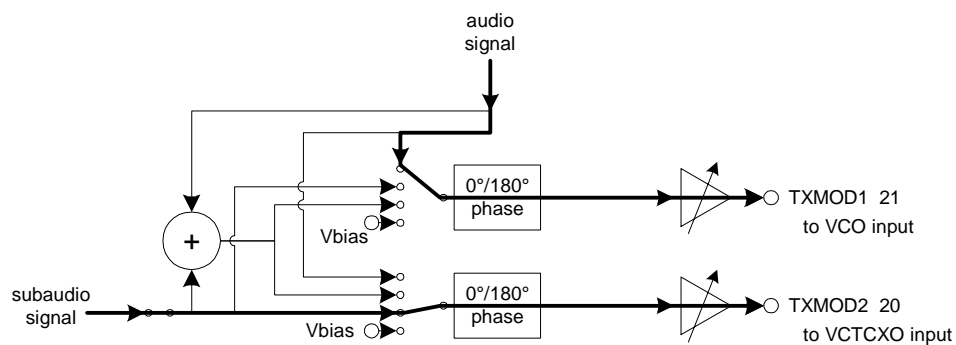 audio
signal
0°/180°
phase
TXMOD1 21
to VCO input
Vbias
+
subaudio
signal
0°/180°
phase
TXMOD2 20
to VCTCXO input
Vbias